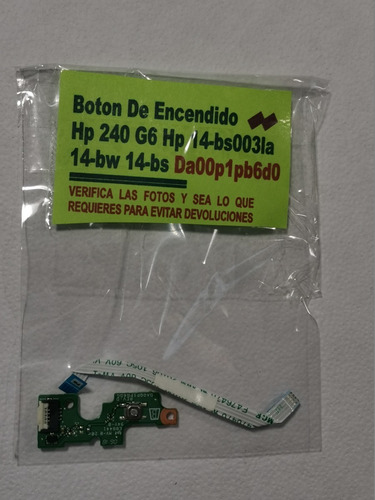 Boton De Encendido
Hp 240 G6 Hp 14-bs003la
14-bw 14-bs Da00p1pb6d0
VERIFICA LAS FOTOS Y SEA LO QUE
REQUIERES PARA EVITAR DEVOLUCIONES